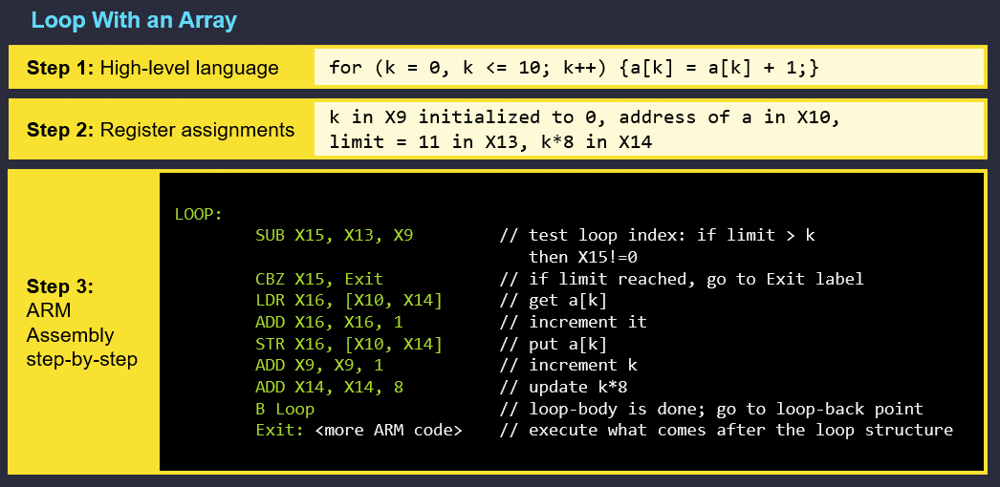 Loop With an Array
Step 1: High-level language
for (k = 0, k <= 10; k++) {a[k] = a[k] + 1;}
Step 2: Register assignments
k in X9 initialized to 0, address of a in X10,
limit = 11 in X13, k*8 in X14
Step 3:
ARM
Assembly
step-by-step
LOOP:
SUB X15, X13, X9 // test loop index: if limit > k
then X15!=0
CBZ X15, Exit // if limit reached, go to Exit label
LDR X16, [X10, X14] // get a[k]
ADD X16, X16, 1 // increment it
STR X16, [X10, X14] // put a[k]
ADD X9, X9, 1 // increment k
ADD X14, X14, 8 // update k*8
B Loop // loop-body is done; go to loop-back point
Exit: <more ARM code> // execute what comes after the loop structure